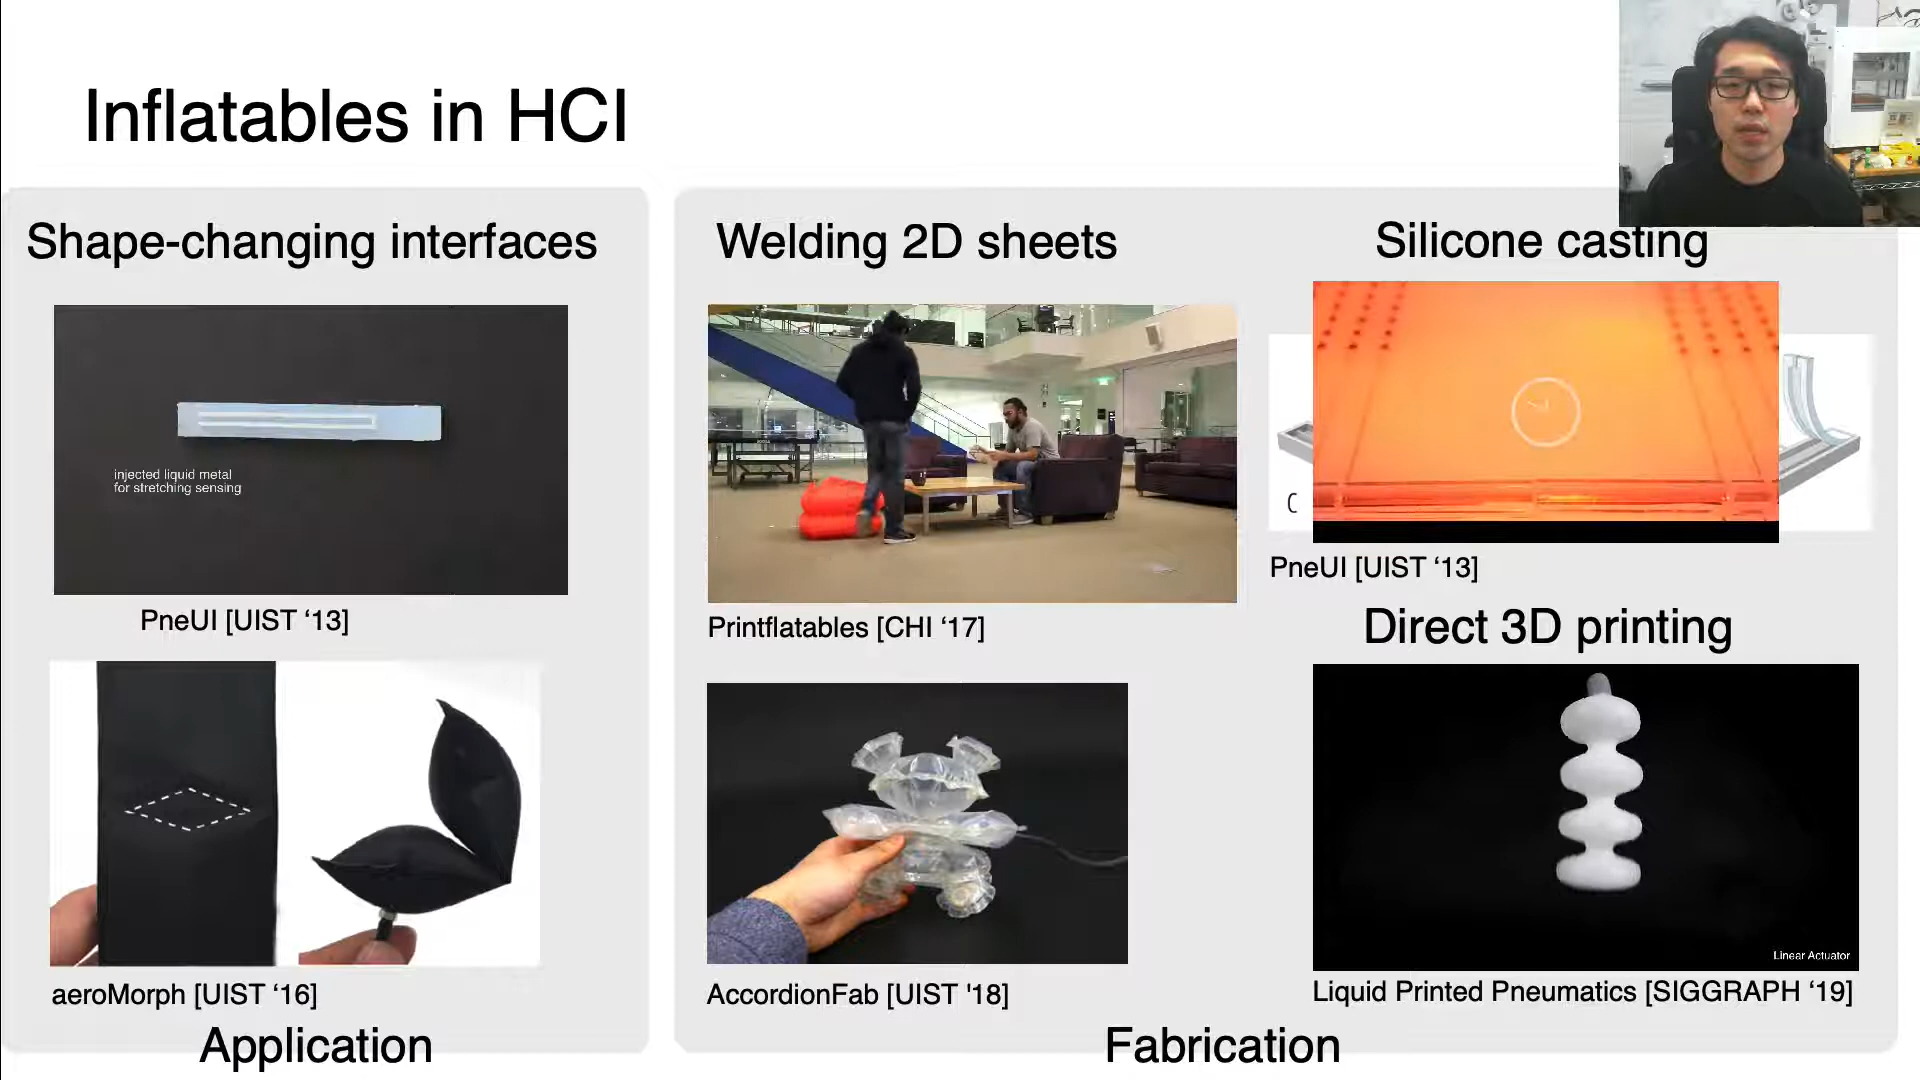 Inflatables in HCI
Shape-changing interfaces
injected liquid metal
for stretching sensing
PneUI [UIST ‘13]
aeroMorph [UIST ‘16]
Application
Welding 2D sheets
Printflatables [CHI ‘17]
AccordionFab [UIST '18]
Silicone casting
C
PneUI [UIST ‘13]
Direct 3D printing
Linear Actuator
Liquid Printed Pneumatics [SIGGRAPH ‘19]
Fabrication